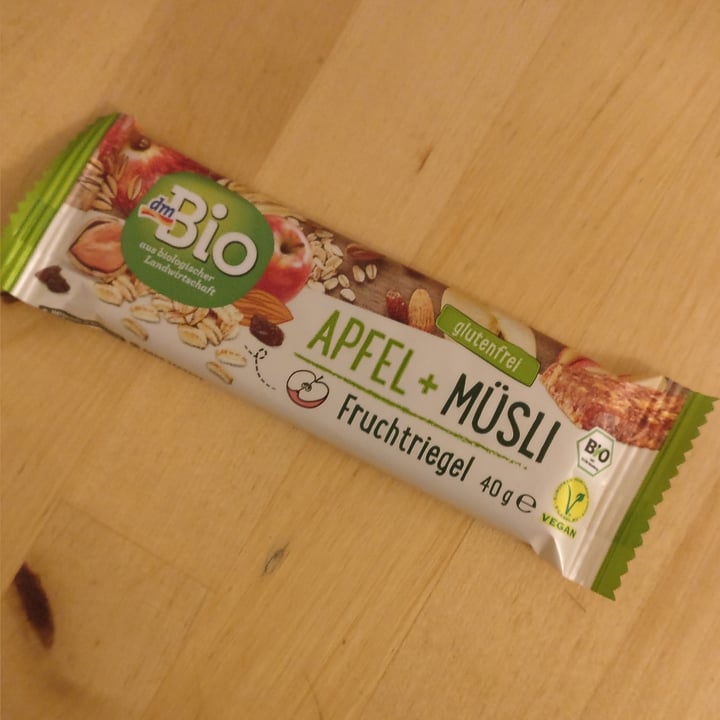 dm
Bio
aus biologischer
Landwirtschaft
glutenfrei
APFEL + MÜSLI
Fruchtriegel
40 g e
BIO
VEGAN